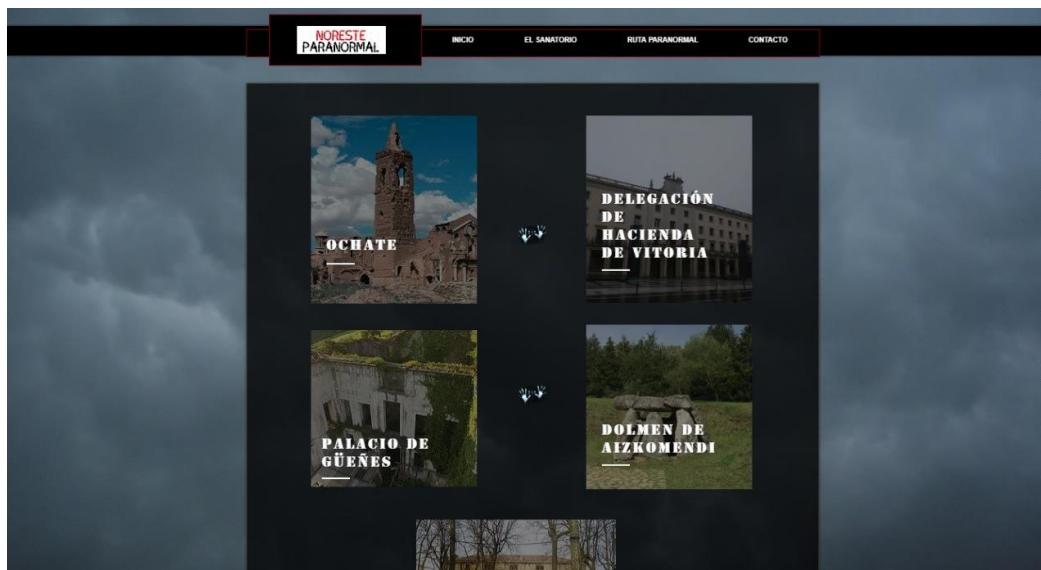 NORESTE
PARANORMAL
INICIO
EL SANATORIO
RUTA PARANORMAL
CONTACTO
OCHATE
DELEGACIÓN
DE
HACIENDA
DE VITORIA
PALACIO DE
GÜEÑES
DOLMEN DE
AIZKOMENDI